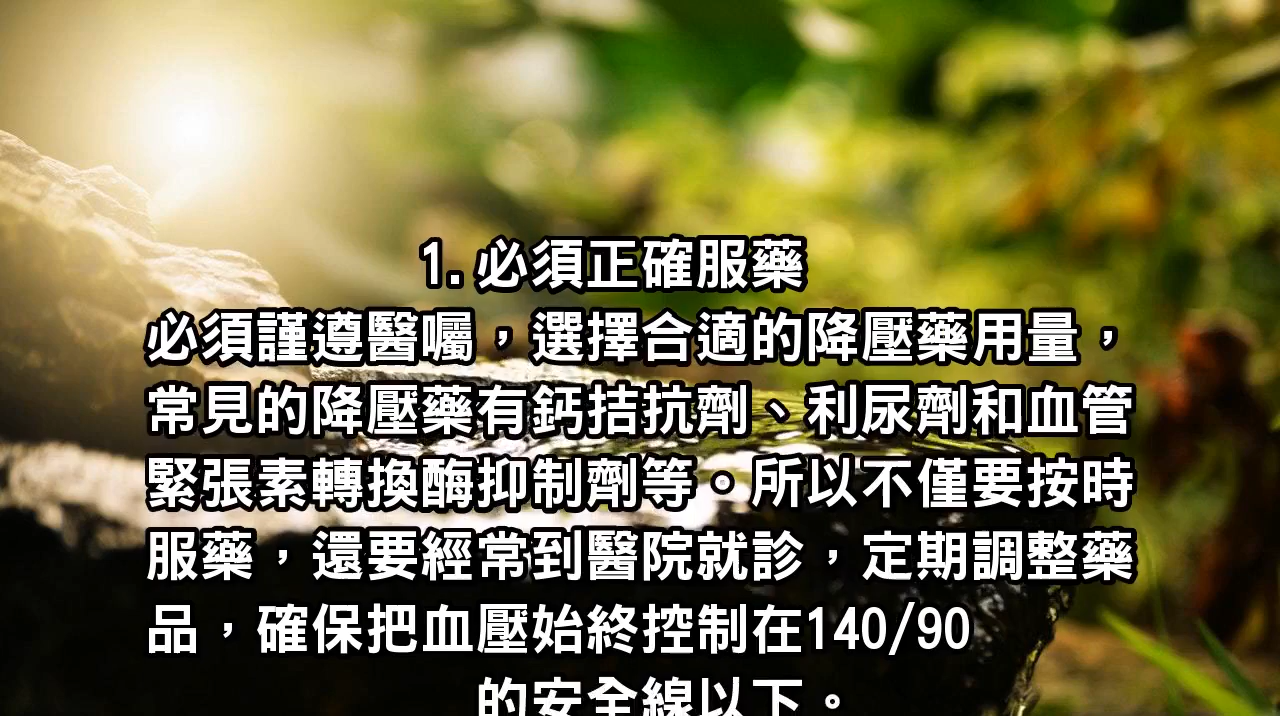 1.必須正確服藥
必須謹遵醫囑，選擇合適的降壓藥用量，
常見的降壓藥有鈣拮抗劑、利尿劑和血管
緊張素轉換酶抑制劑等。所以不僅要按時
服藥，還要經常到醫院就診，定期調整藥
品，確保把血壓始終控制在140/90
的安全線以下。